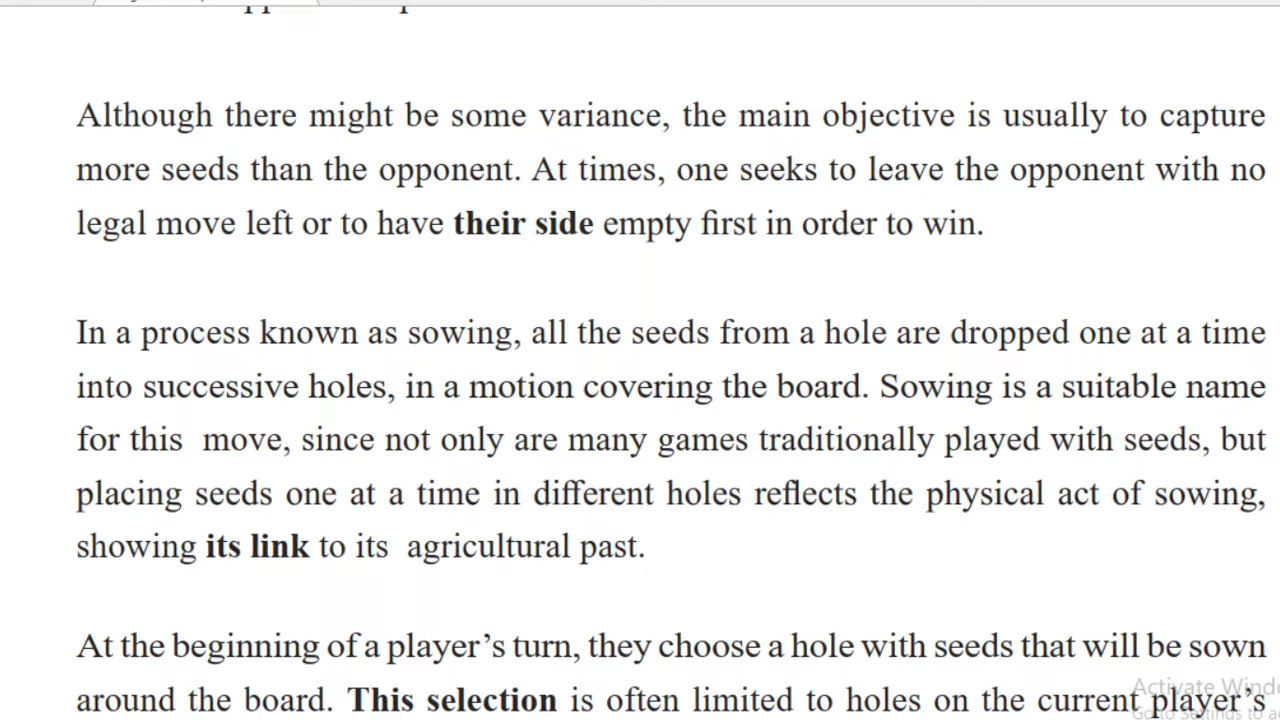 Although there might be some variance, the main objective is usually to capture
more seeds than the opponent. At times, one seeks to leave the opponent with no
legal move left or to have their side empty first in order to win.
In a process known as sowing, all the seeds from a hole are dropped one at a time
into successive holes, in a motion covering the board. Sowing is a suitable name
for this move, since not only are many games traditionally played with seeds, but
placing seeds one at a time in different holes reflects the physical act of sowing,
showing its link to its agricultural past.
At the beginning of a player’s turn, they choose a hole with seeds that will be sown
around the board. This selection is often limited to holes on the current player’s
Activate Wind
Go to Settings to a